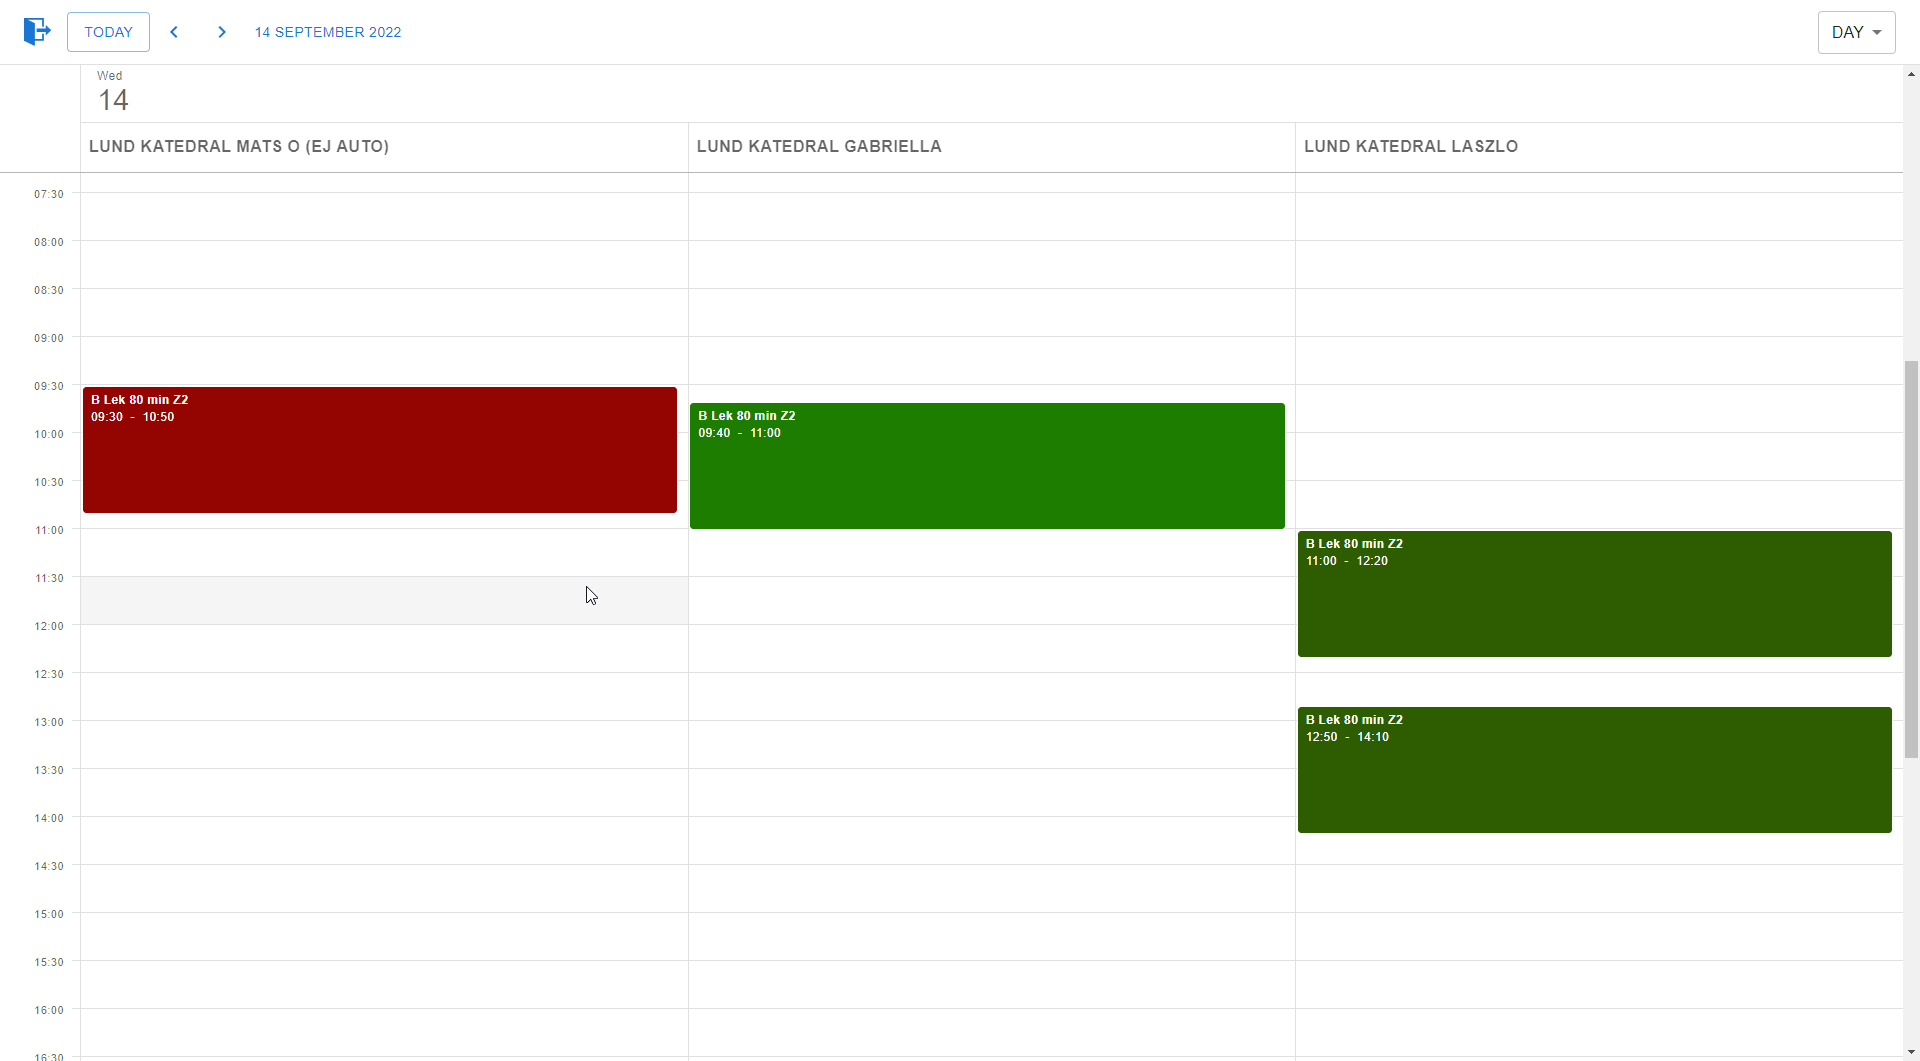 TODAY
14 SEPTEMBER 2022
DAY
Wed
14
LUND KATEDRAL MATS O (EJ AUTO)
LUND KATEDRAL GABRIELLA
LUND KATEDRAL LASZLO
07:30
08:00
08:30
09:00
09:30
10:00
10:30
11:00
11:30
12:00
12:30
13:00
13:30
14:00
14:30
15:00
15:30
16:00
16:30
B Lek 80 min Z2
09:30 - 10:50
B Lek 80 min Z2
09:40 - 11:00
B Lek 80 min Z2
11:00 - 12:20
B Lek 80 min Z2
12:50 - 14:10